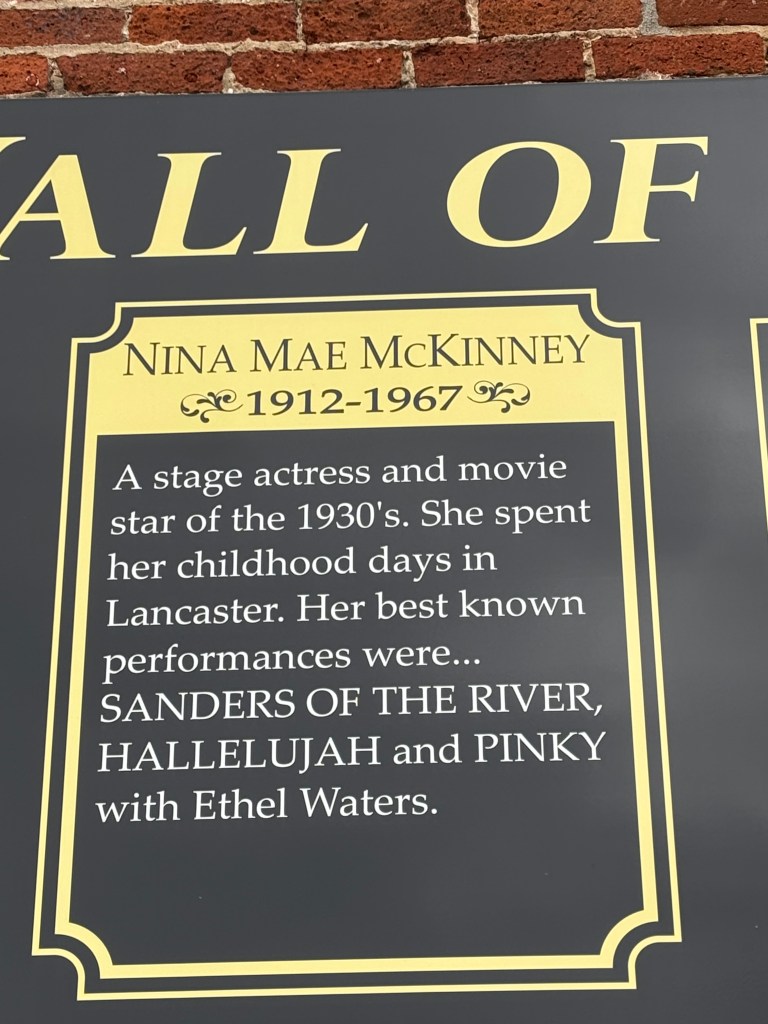 ALL OF
NINA MAE MCKINNEY
1912-1967
A stage actress and movie
star of the 1930's. She spent
her childhood days in
Lancaster. Her best known
performances were...
SANDERS OF THE RIVER,
HALLELUJAH and PINKY
with Ethel Waters.